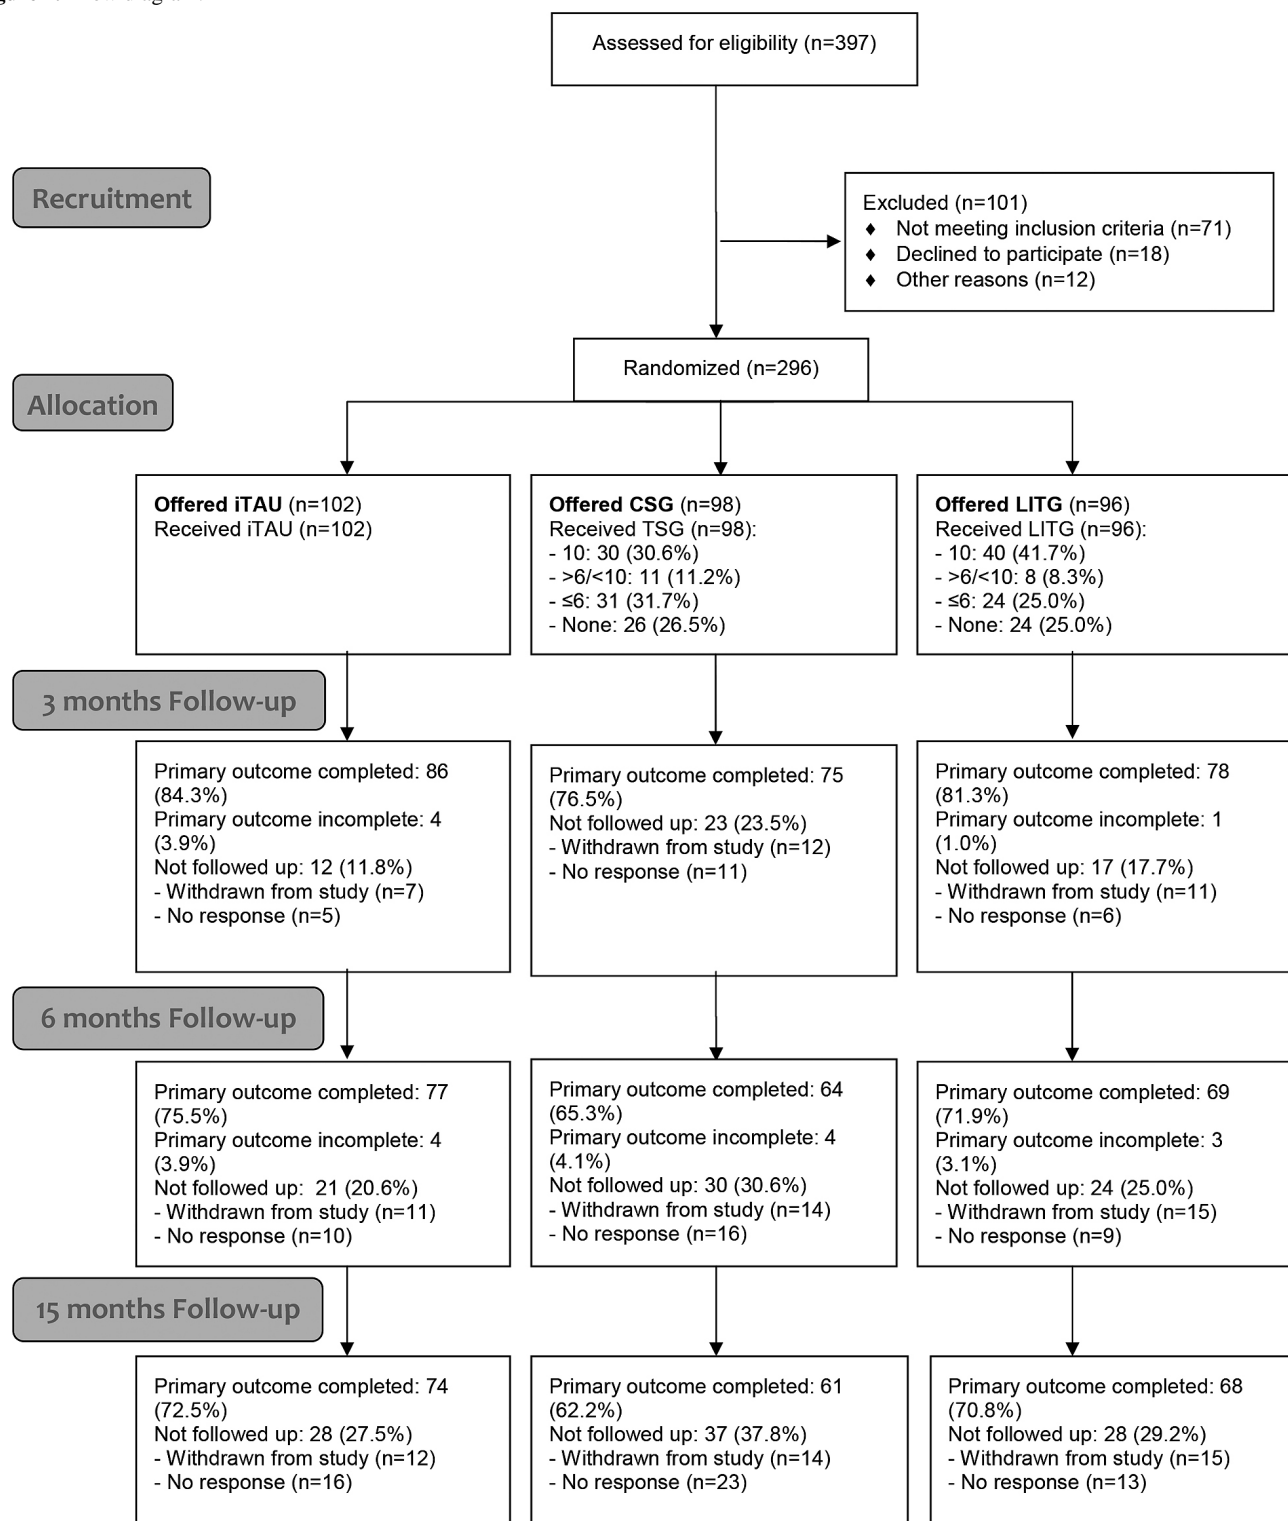 Assessed for eligibility (n=397)
Recruitment
Excluded (n=101)
♦ Not meeting inclusion criteria (n=71)
♦ Declined to participate (n=18)
♦ Other reasons (n=12)
Randomized (n=296)
Allocation
Offered iTAU (n=102)
Received iTAU (n=102)
Offered CSG (n=98)
Received TSG (n=98):
- 10: 30 (30.6%)
- >6/<10: 11 (11.2%)
- ≤6: 31 (31.7%)
- None: 26 (26.5%)
Offered LITG (n=96)
Received LITG (n=96):
- 10: 40 (41.7%)
- >6/<10: 8 (8.3%)
- ≤6: 24 (25.0%)
- None: 24 (25.0%)
3 months Follow-up
Primary outcome completed: 86
(84.3%)
Primary outcome incomplete: 4
(3.9%)
Not followed up: 12 (11.8%)
- Withdrawn from study (n=7)
- No response (n=5)
Primary outcome completed: 75
(76.5%)
Not followed up: 23 (23.5%)
- Withdrawn from study (n=12)
- No response (n=11)
Primary outcome completed: 78
(81.3%)
Primary outcome incomplete: 1
(1.0%)
Not followed up: 17 (17.7%)
- Withdrawn from study (n=11)
- No response (n=6)
6 months Follow-up
Primary outcome completed: 77
(75.5%)
Primary outcome incomplete: 4
(3.9%)
Not followed up: 21 (20.6%)
- Withdrawn from study (n=11)
- No response (n=10)
Primary outcome completed: 64
(65.3%)
Primary outcome incomplete: 4
(4.1%)
Not followed up: 30 (30.6%)
- Withdrawn from study (n=14)
- No response (n=16)
Primary outcome completed: 69
(71.9%)
Primary outcome incomplete: 3
(3.1%)
Not followed up: 24 (25.0%)
- Withdrawn from study (n=15)
- No response (n=9)
15 months Follow-up
Primary outcome completed: 74
(72.5%)
Not followed up: 28 (27.5%)
- Withdrawn from study (n=12)
- No response (n=16)
Primary outcome completed: 61
(62.2%)
Not followed up: 37 (37.8%)
- Withdrawn from study (n=14)
- No response (n=23)
Primary outcome completed: 68
(70.8%)
Not followed up: 28 (29.2%)
- Withdrawn from study (n=15)
- No response (n=13)